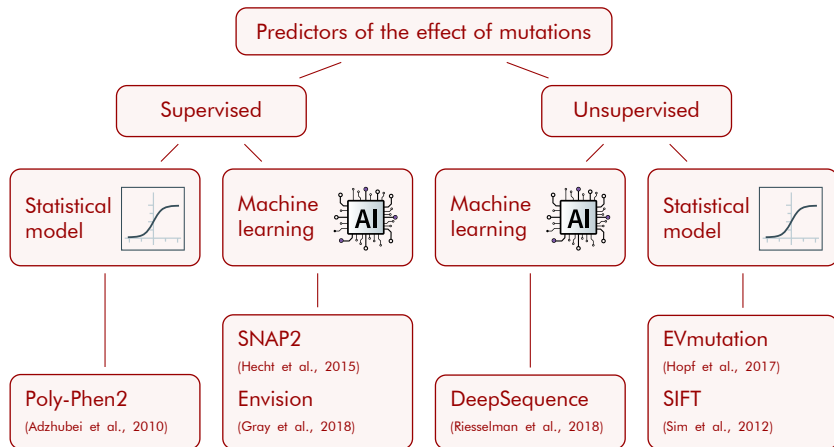 Predictors of the effect of mutations
Supervised
Unsupervised
Statistical
model
Machine
learning
AI
Machine
learning
AI
Statistical
model
Poly-Phen2
(Adzhubei et al., 2010)
SNAP2
(Hecht et al., 2015)
Envision
(Gray et al., 2018)
DeepSequence
(Riesselman et al., 2018)
EVmutation
(Hopf et al., 2017)
SIFT
(Sim et al., 2012)